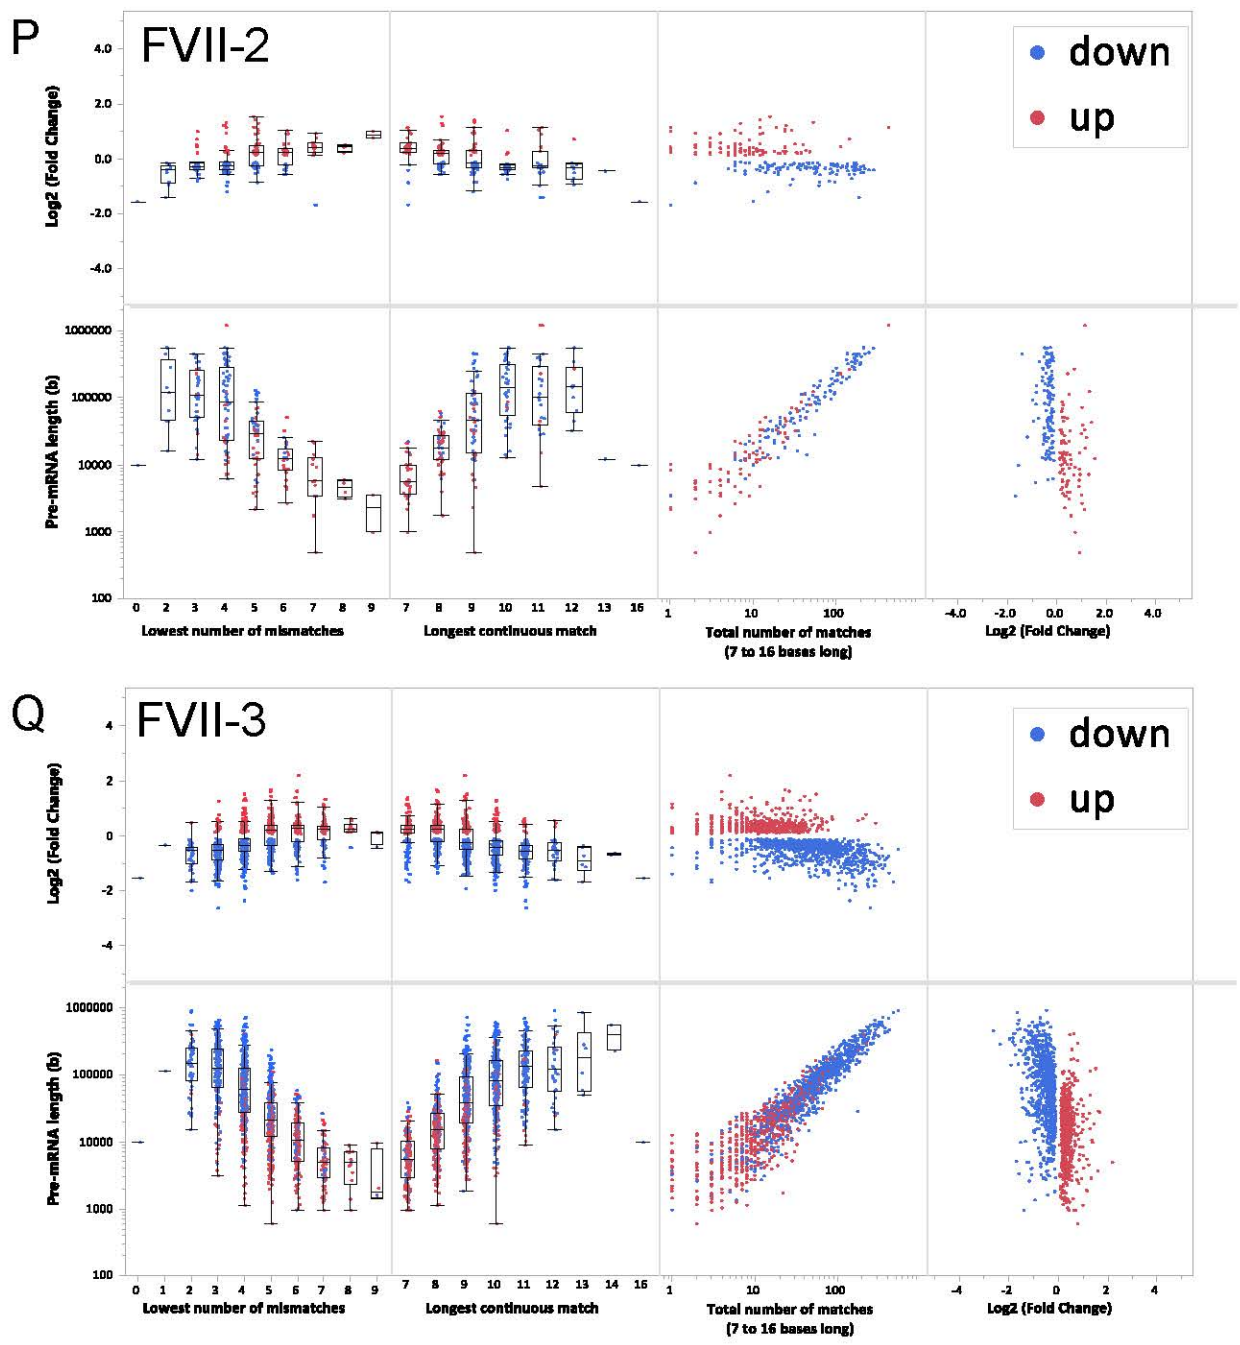 P
FVII-2
down
up
Log2 (Fold Change)
4.0
2.0
0.0
-2.0
-4.0
Pre-mRNA length (b)
1000000
100000
10000
1000
100
0 2 3 4 5 6 7 8 9
7 8 9 10 11 12 13 16
1 10 100
-4.0 -2.0 0.0 2.0 4.0
Lowest number of mismatches
Longest continuous match
Total number of matches
(7 to 16 bases long)
Log2 (Fold Change)
Q
FVII-3
down
up
Log2 (Fold Change)
4
2
0
-2
-4
Pre-mRNA length (b)
1000000
100000
10000
1000
100
0 1 2 3 4 5 6 7 8 9
7 8 9 10 11 12 13 14 16
1 10 100
-4 -2 0 2 4
Lowest number of mismatches
Longest continuous match
Total number of matches
(7 to 16 bases long)
Log2 (Fold Change)